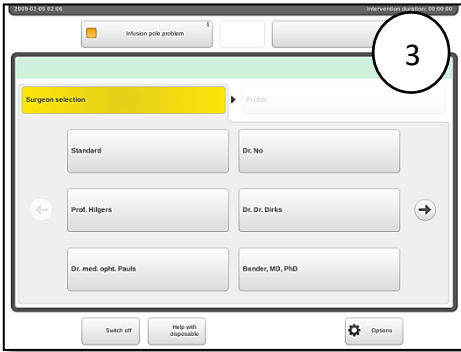 2009-02-05 02:06
Intervention duration: 00:00:00
1
Infusion pole problem
3
Surgeon selection
Profile
Standard
Dr. No
Prof. Hilgers
Dr. Dr. Dirks
Dr. med. opht. Pauls
Bender, MD, PhD
Switch off
Help with
disposable
Options